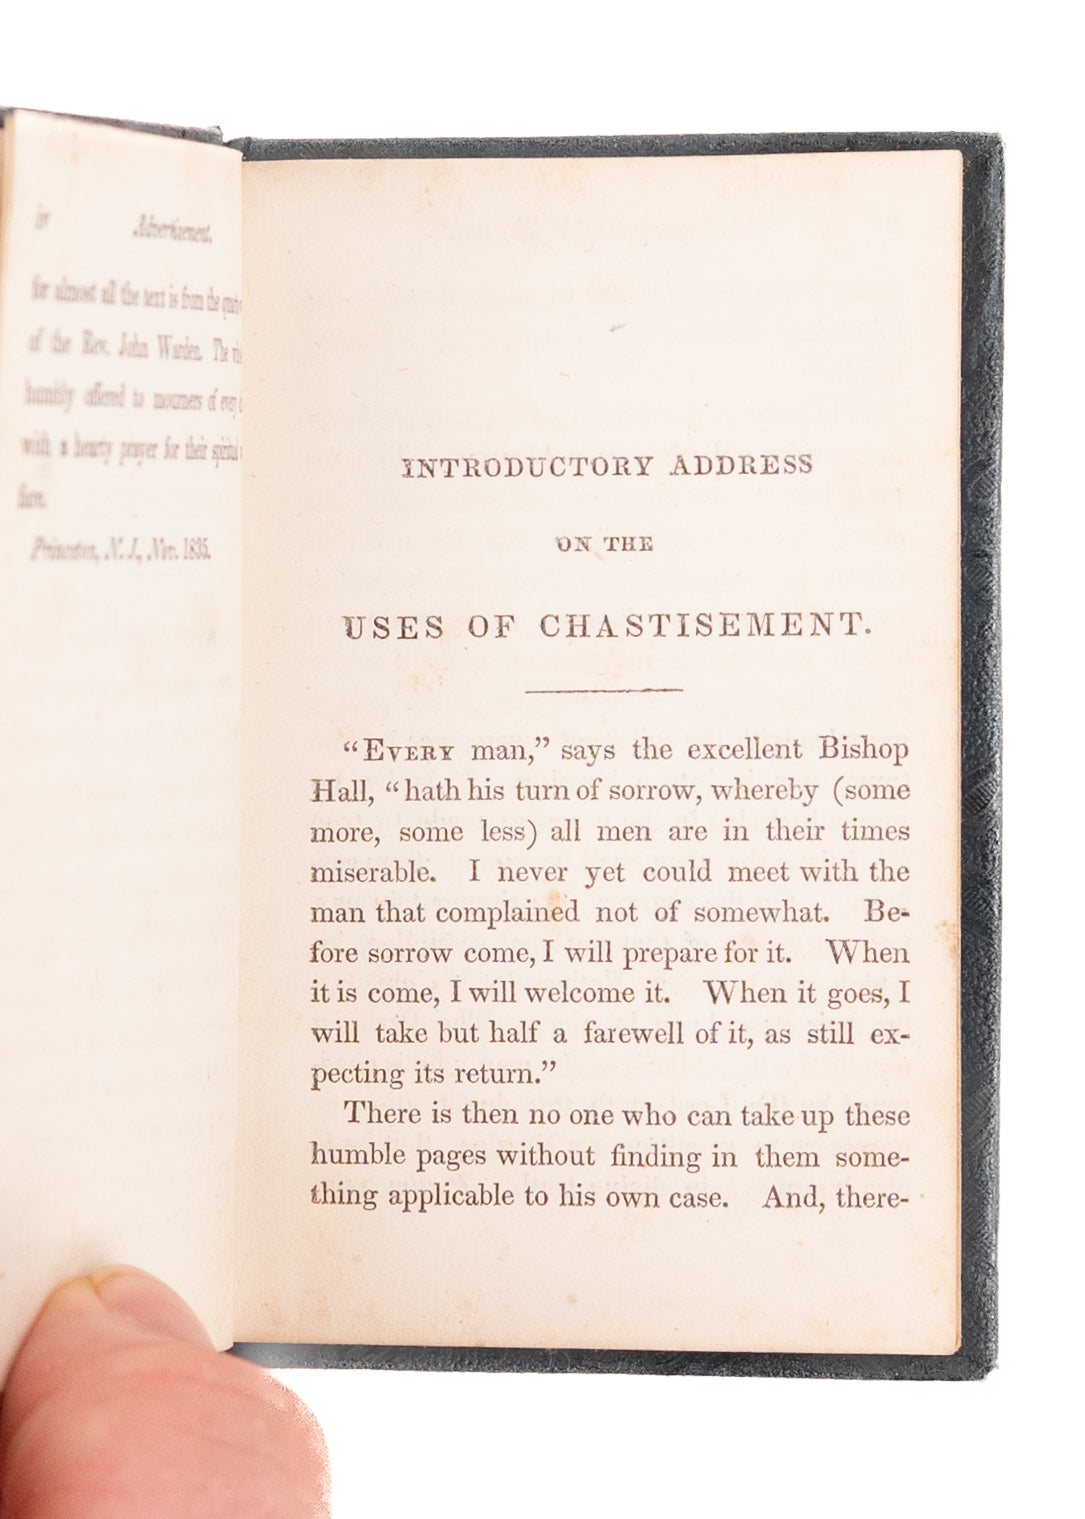 iv Advertisement.
for almost all the text is from the
of the Rev. John The
humbly offered to mourners of every
with a hearty prayer for their spiritual
fare.
Princeton, N. J., Nov. 1835.
INTRODUCTORY ADDRESS
ON THE
USES OF CHASTISEMENT.
“EVERY man,” says the excellent Bishop
Hall, “hath his turn of sorrow, whereby (some
more, some less) all men are in their times
miserable. I never yet could meet with the
man that complained not of somewhat. Be-
fore sorrow come, I will prepare for it. When
it is come, I will welcome it. When it goes, I
will take but half a farewell of it, as still ex-
pecting its return.”
There is then no one who can take up these
humble pages without finding in them some-
thing applicable to his own case. And, there-